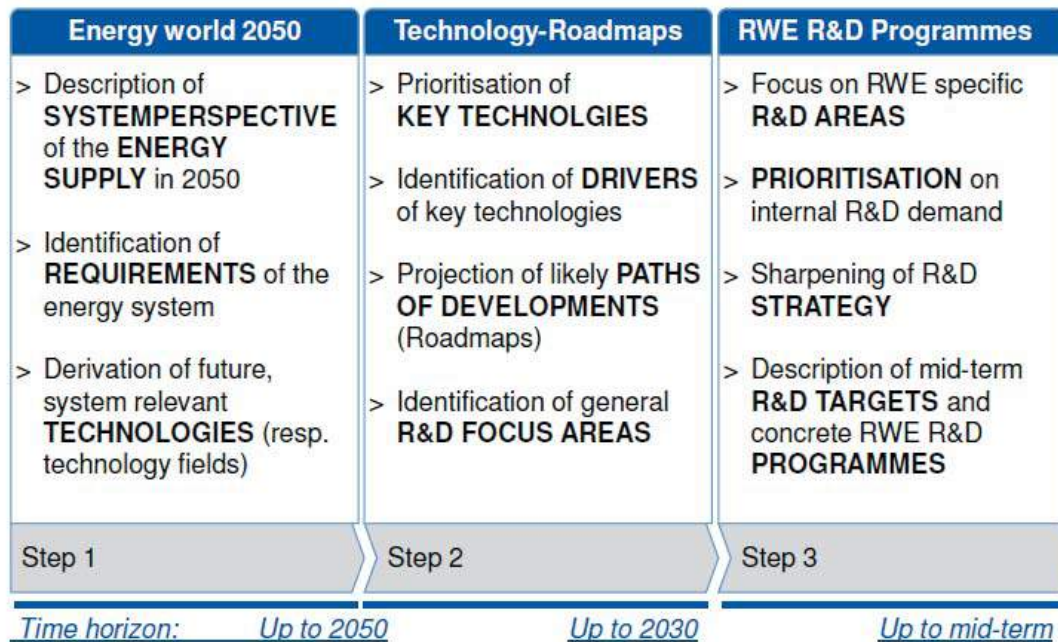 Energy world 2050
> Description of
SYSTEMPERSPECTIVE
of the ENERGY
SUPPLY in 2050
> Identification of
REQUIREMENTS of the
energy system
> Derivation of future,
system relevant
TECHNOLOGIES (resp.
technology fields)
Step 1
Technology-Roadmaps
> Prioritisation of
KEY TECHNOLGIES
> Identification of DRIVERS
of key technologies
> Projection of likely PATHS
OF DEVELOPMENTS
(Roadmaps)
> Identification of general
R&D FOCUS AREAS
Step 2
RWE R&D Programmes
> Focus on RWE specific
R&D AREAS
> PRIORITISATION on
internal R&D demand
> Sharpening of R&D
STRATEGY
> Description of mid-term
R&D TARGETS and
concrete RWE R&D
PROGRAMMES
Step 3
Time horizon: Up to 2050
Up to 2030
Up to mid-term